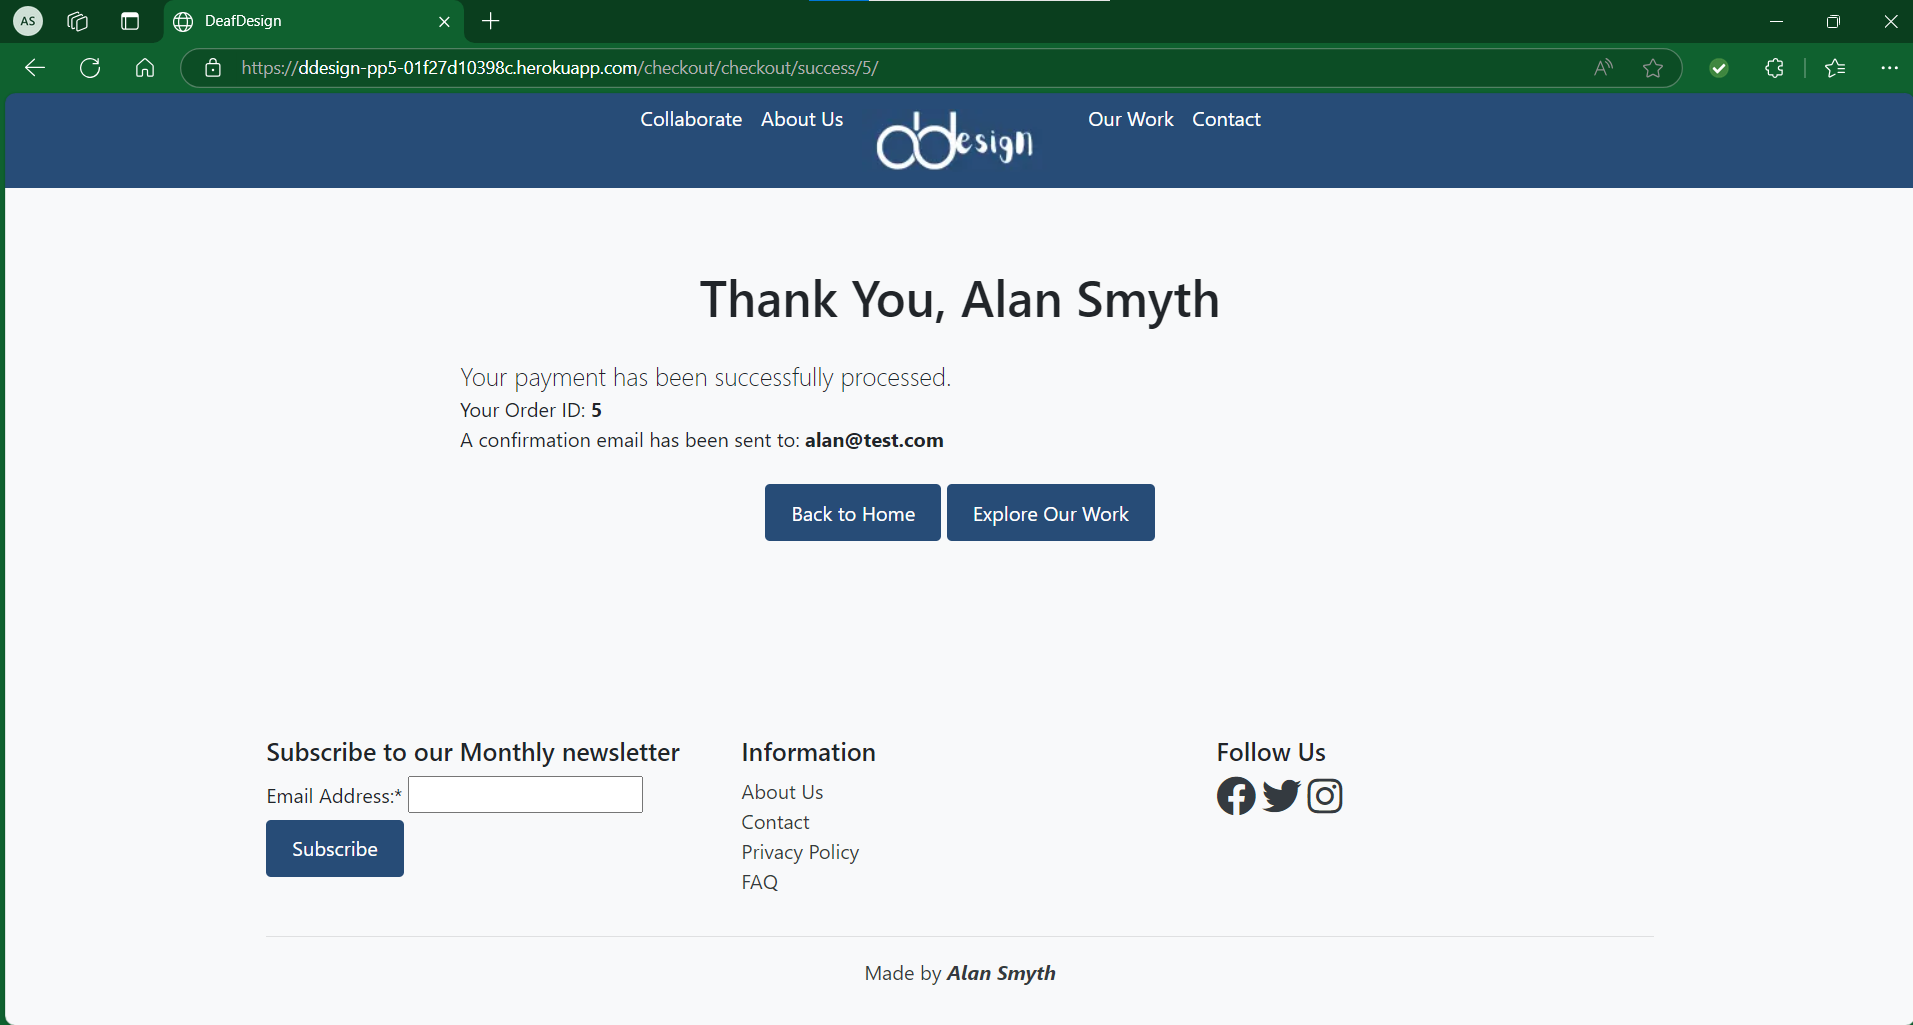 AS
DeafDesign
https://ddesign-pp5-01f27d10398c.herokuapp.com/checkout/checkout/success/5/
Collaborate About Us ddesign Our Work Contact
Thank You, Alan Smyth
Your payment has been successfully processed.
Your Order ID: 5
A confirmation email has been sent to: alan@test.com
Back to Home Explore Our Work
Subscribe to our Monthly newsletter
Email Address:*
Subscribe
Information
About Us
Contact
Privacy Policy
FAQ
Follow Us
Made by Alan Smyth